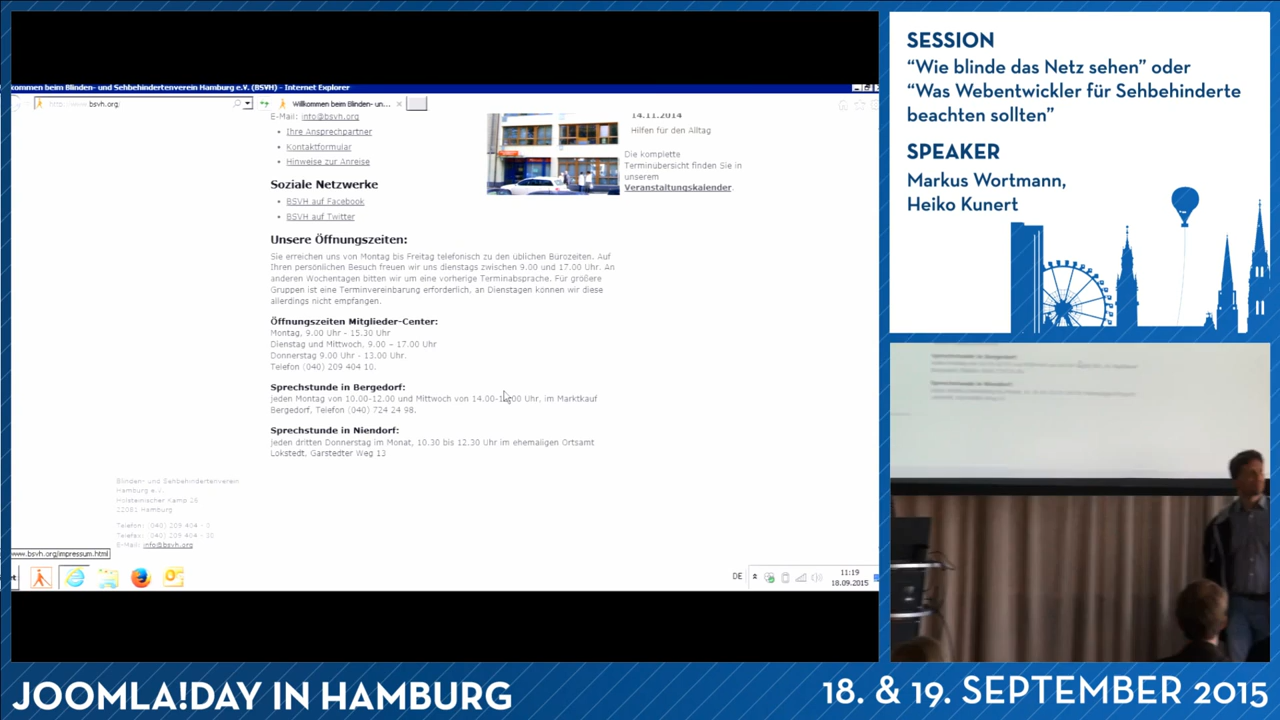 kommen beim Blinden- und Sehbehindertenverein Hamburg e.V. (BSVH) - Internet Explorer
http://www.bsvh.org/
Willkommen beim Blinden- un...
E-Mail: info@bsvh.org
Ihre Ansprechpartner
Kontaktformular
Hinweise zur Anreise
Soziale Netzwerke
BSVH auf Facebook
BSVH auf Twitter
14.11.2014
Hilfen für den Alltag
Die komplette
Terminübersicht finden Sie in
unserem
Veranstaltungskalender.
Unsere Öffnungszeiten:
Sie erreichen uns von Montag bis Freitag telefonisch zu den üblichen Bürozeiten. Auf
Ihren persönlichen Besuch freuen wir uns dienstags zwischen 9.00 und 17.00 Uhr. An
anderen Wochentagen bitten wir um eine vorherige Terminabsprache. Für größere
Gruppen ist eine Terminvereinbarung erforderlich, an Dienstagen können wir diese
allerdings nicht empfangen.
Öffnungszeiten Mitglieder-Center:
Montag, 9.00 Uhr - 15.30 Uhr
Dienstag und Mittwoch, 9.00 – 17.00 Uhr
Donnerstag 9.00 Uhr - 13.00 Uhr.
Telefon (040) 209 404 10.
Sprechstunde in Bergedorf:
jeden Montag von 10.00-12.00 und Mittwoch von 14.00- Uhr, im Marktkauf
Bergedorf, Telefon (040) 724 24 98.
Sprechstunde in Niendorf:
jeden dritten Donnerstag im Monat, 10.30 bis 12.30 Uhr im ehemaligen Ortsamt
Lokstedt, Garstedter Weg 13
Blinden- und Sehbehindertenverein
Hamburg e.V.
Holsteinischer Kamp 26
22081 Hamburg
Telefon: (040) 209 404 -
Telefax: (040) 209 404 -
E-Mail: info@bsvh.org
www.bsvh.org/impressum.html
DE
11:19
18.09.2015
SESSION
“Wie blinde das Netz sehen” oder
“Was Webentwickler für Sehbehinderte
beachten sollten”
SPEAKER
Markus Wortmann,
Heiko Kunert
JOOMLA!DAY IN HAMBURG
18. & 19. SEPTEMBER 2015